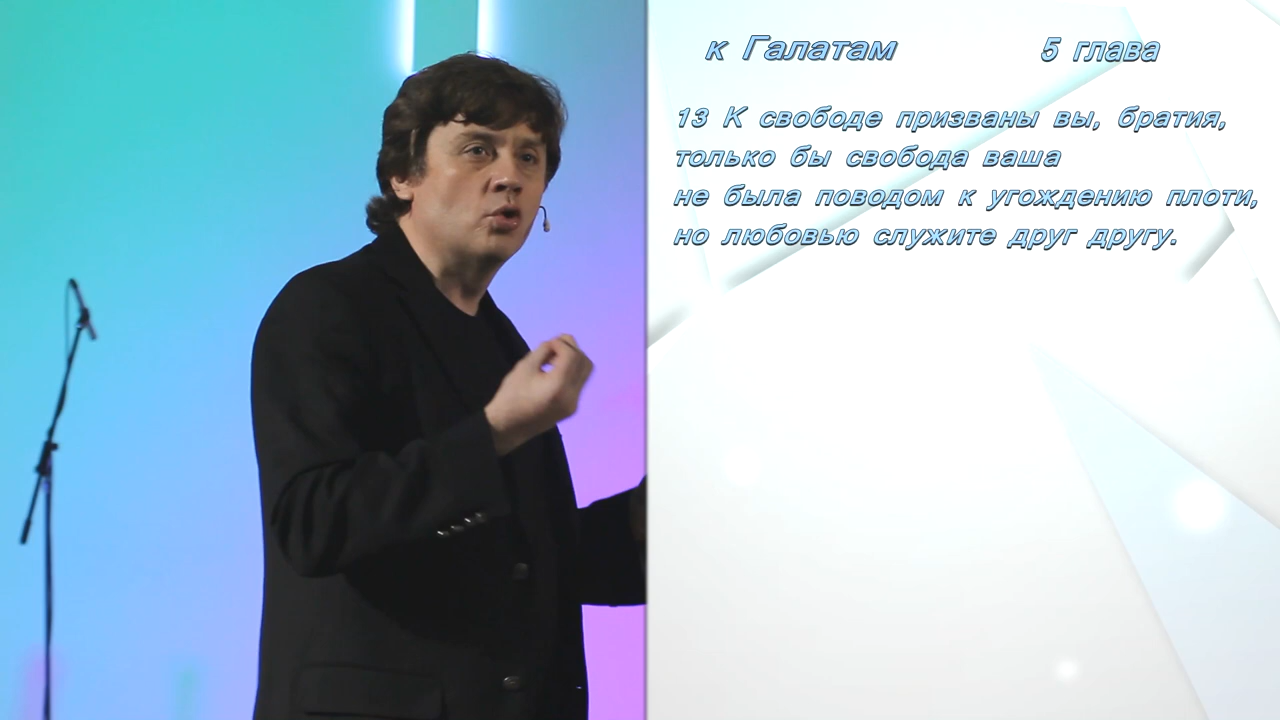 к Галатам 5 глава
13 К свободе призваны вы, братия,
только бы свобода ваша
не была поводом к угождению плоти,
но любовью служите друг другу.